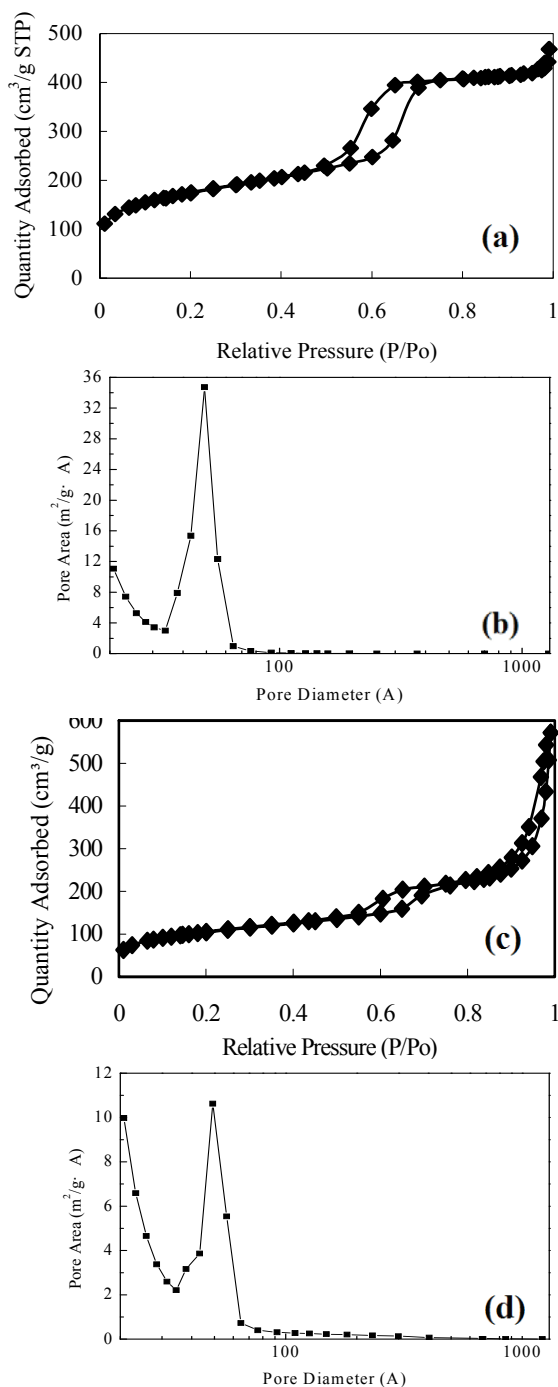 500
400
300
200
100
0
Quantity Adsorbed (cm³/g STP)
(a)
0 0.2 0.4 0.6 0.8 1
Relative Pressure (P/Po)
36
32
28
24
20
16
12
8
4
0
Pore Area (m²/g· A)
(b)
100 1000
Pore Diameter (A)
600
500
400
300
200
100
0
Quantity Adsorbed (cm³/g)
(c)
0 0.2 0.4 0.6 0.8 1
Relative Pressure (P/Po)
12
10
8
6
4
2
0
Pore Area (m²/g· A)
(d)
100 1000
Pore Diameter (A)